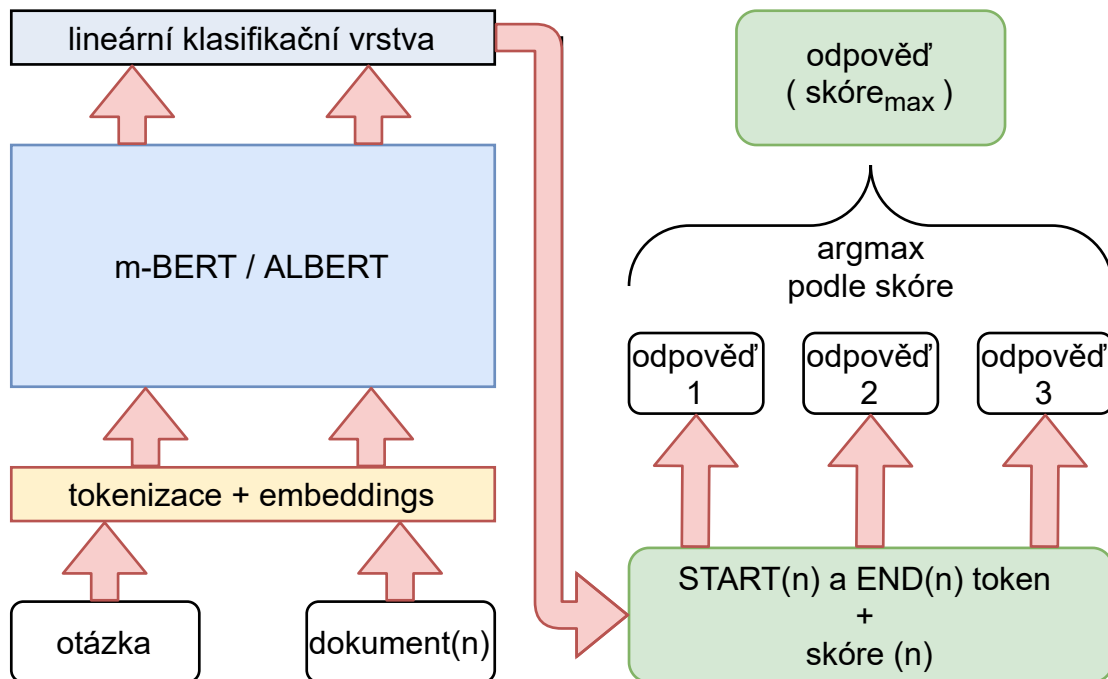 lineární klasifikační vrstva
m-BERT / ALBERT
tokenizace + embeddings
otázka
dokument(n)
odpověď
( skóre_max )
argmax
podle skóre
odpověď
1
odpověď
2
odpověď
3
START(n) a END(n) token
+
skóre (n)